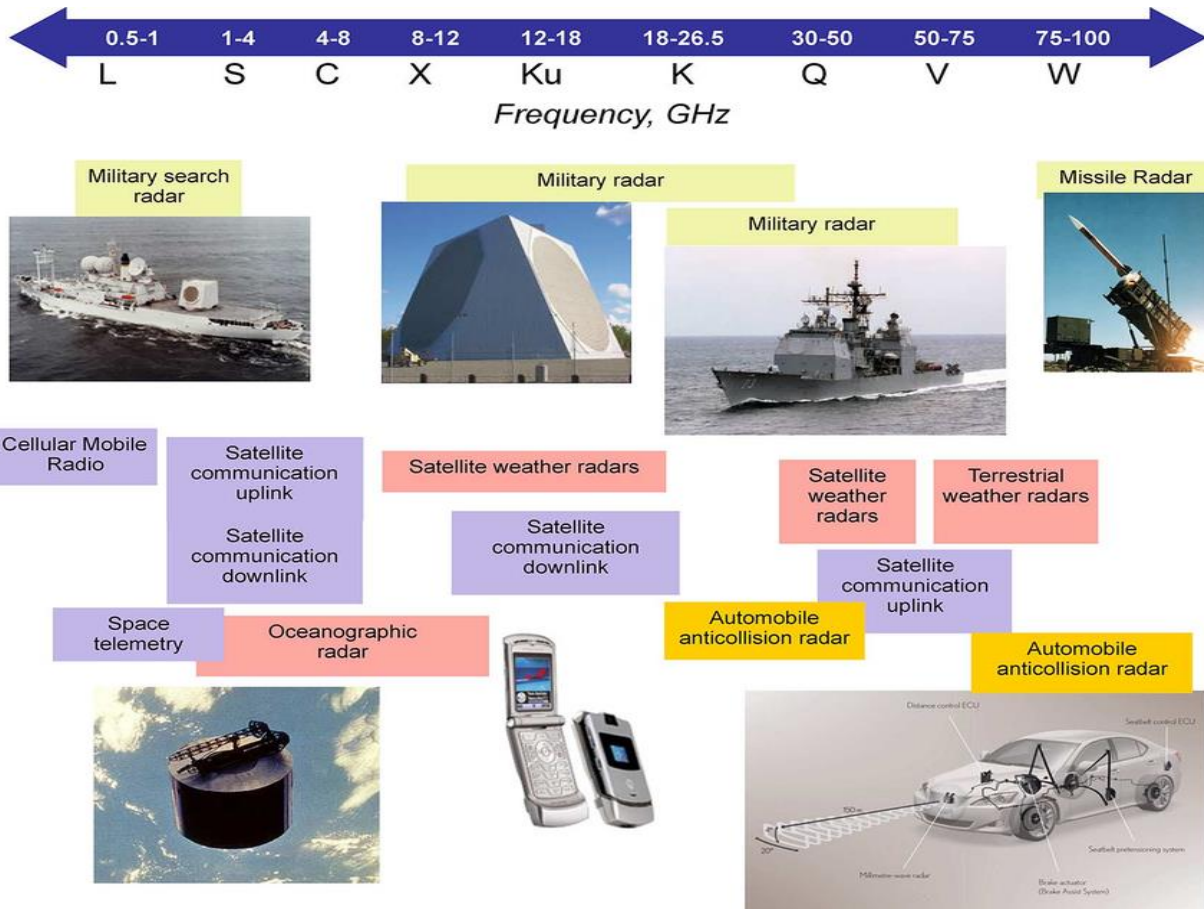 0.5-1 1-4 4-8 8-12 12-18 18-26.5 30-50 50-75 75-100
L S C X Ku K Q V W
Frequency, GHz
Military search
radar
Military radar
Military radar
Missile Radar
Cellular Mobile
Radio
Satellite
communication
uplink
Satellite
communication
downlink
Satellite weather radars
Satellite
communication
downlink
Satellite
weather
radars
Terrestrial
weather radars
Satellite
communication
uplink
Space
telemetry
Oceanographic
radar
Automobile
anticollision radar
Automobile
anticollision radar
Distance control ECU
Seatbelt control ECU
150 m
20°
Millimetre-wave radar
Seatbelt pretensioning system
Brake actuator
(Brake Assist System)